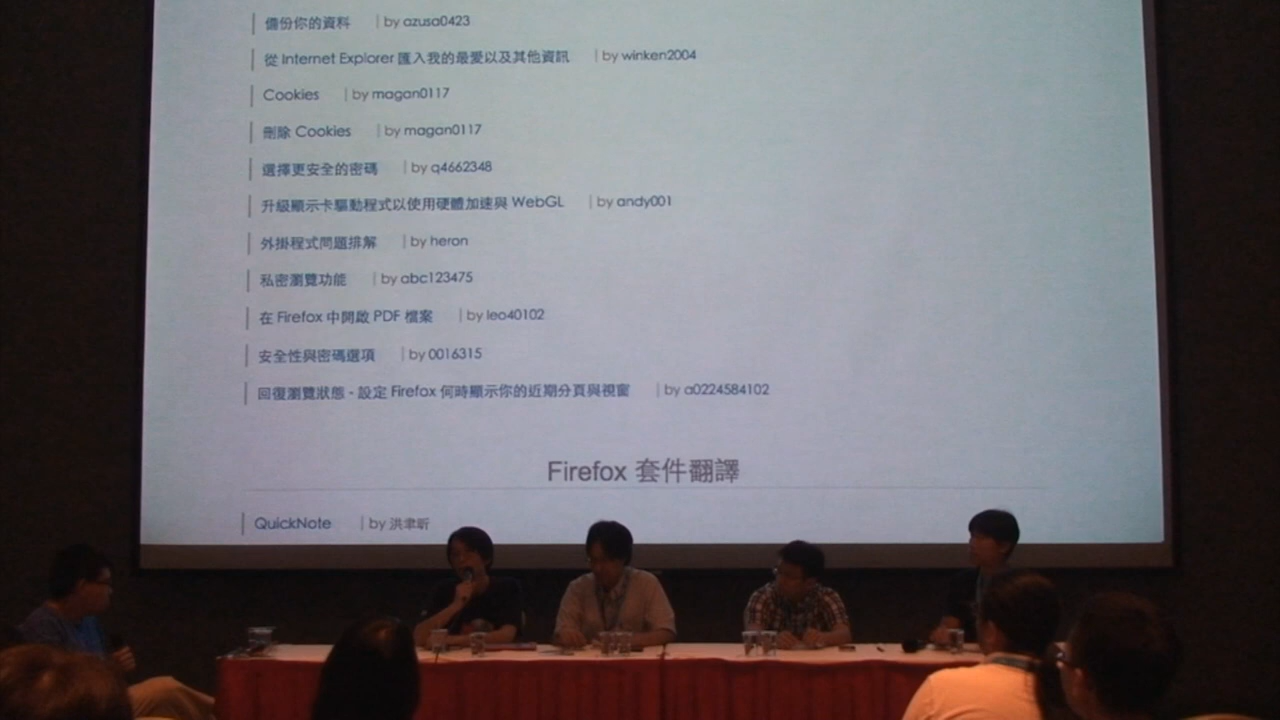 備份你的資料 | by azusa0423
從 Internet Explorer 匯入我的最愛以及其他資訊 | by winken2004
Cookies | by magan0117
刪除 Cookies | by magan0117
選擇更安全的密碼 | by q4662348
升級顯示卡驅動程式以使用硬體加速與 WebGL | by andy001
外掛程式問題排解 | by heron
私密瀏覽功能 | by abc123475
在 Firefox 中開啟 PDF 檔案 | by leo40102
安全性與密碼選項 | by 0016315
回復瀏覽狀態 - 設定 Firefox 何時顯示你的近期分頁與視窗 | by a0224584102
Firefox 套件翻譯
QuickNote | by 洪聿昕